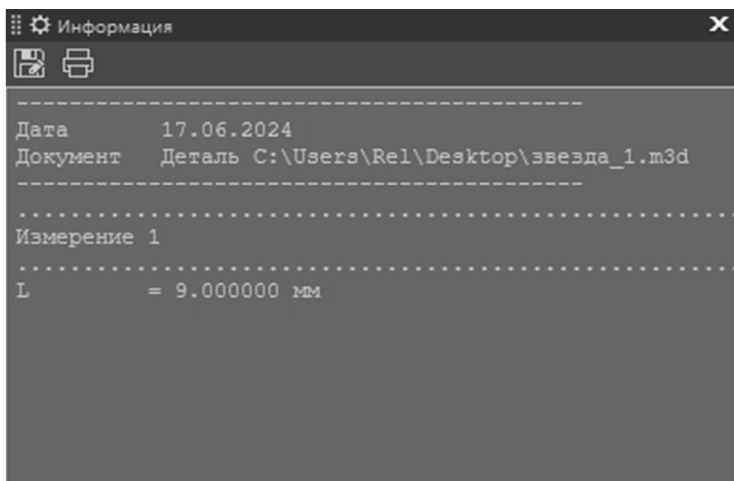 Информация
-------------------------------------------
Дата 17.06.2024
Документ Деталь C:\Users\Rel\Desktop\звезда_1.m3d
-------------------------------------------
.......................................................
Измерение 1
.......................................................
L = 9.000000 мм